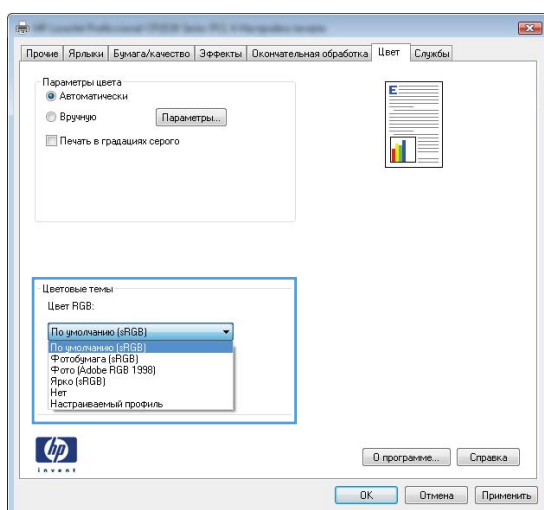 Прочие Ярлыки Бумага/качество Эффекты Окончательная обработка Цвет Службы
Параметры цвета
Автоматически
Вручную Параметры...
Печать в градациях серого
E
Цветовые темы
Цвет RGB:
По умолчанию (sRGB)
По умолчанию (sRGB)
Фотобумага (sRGB)
Фото (Adobe RGB 1998)
Ярко (sRGB)
Нет
Настраиваемый профиль
hp
invent
О программе... Справка
OK Отмена Применить